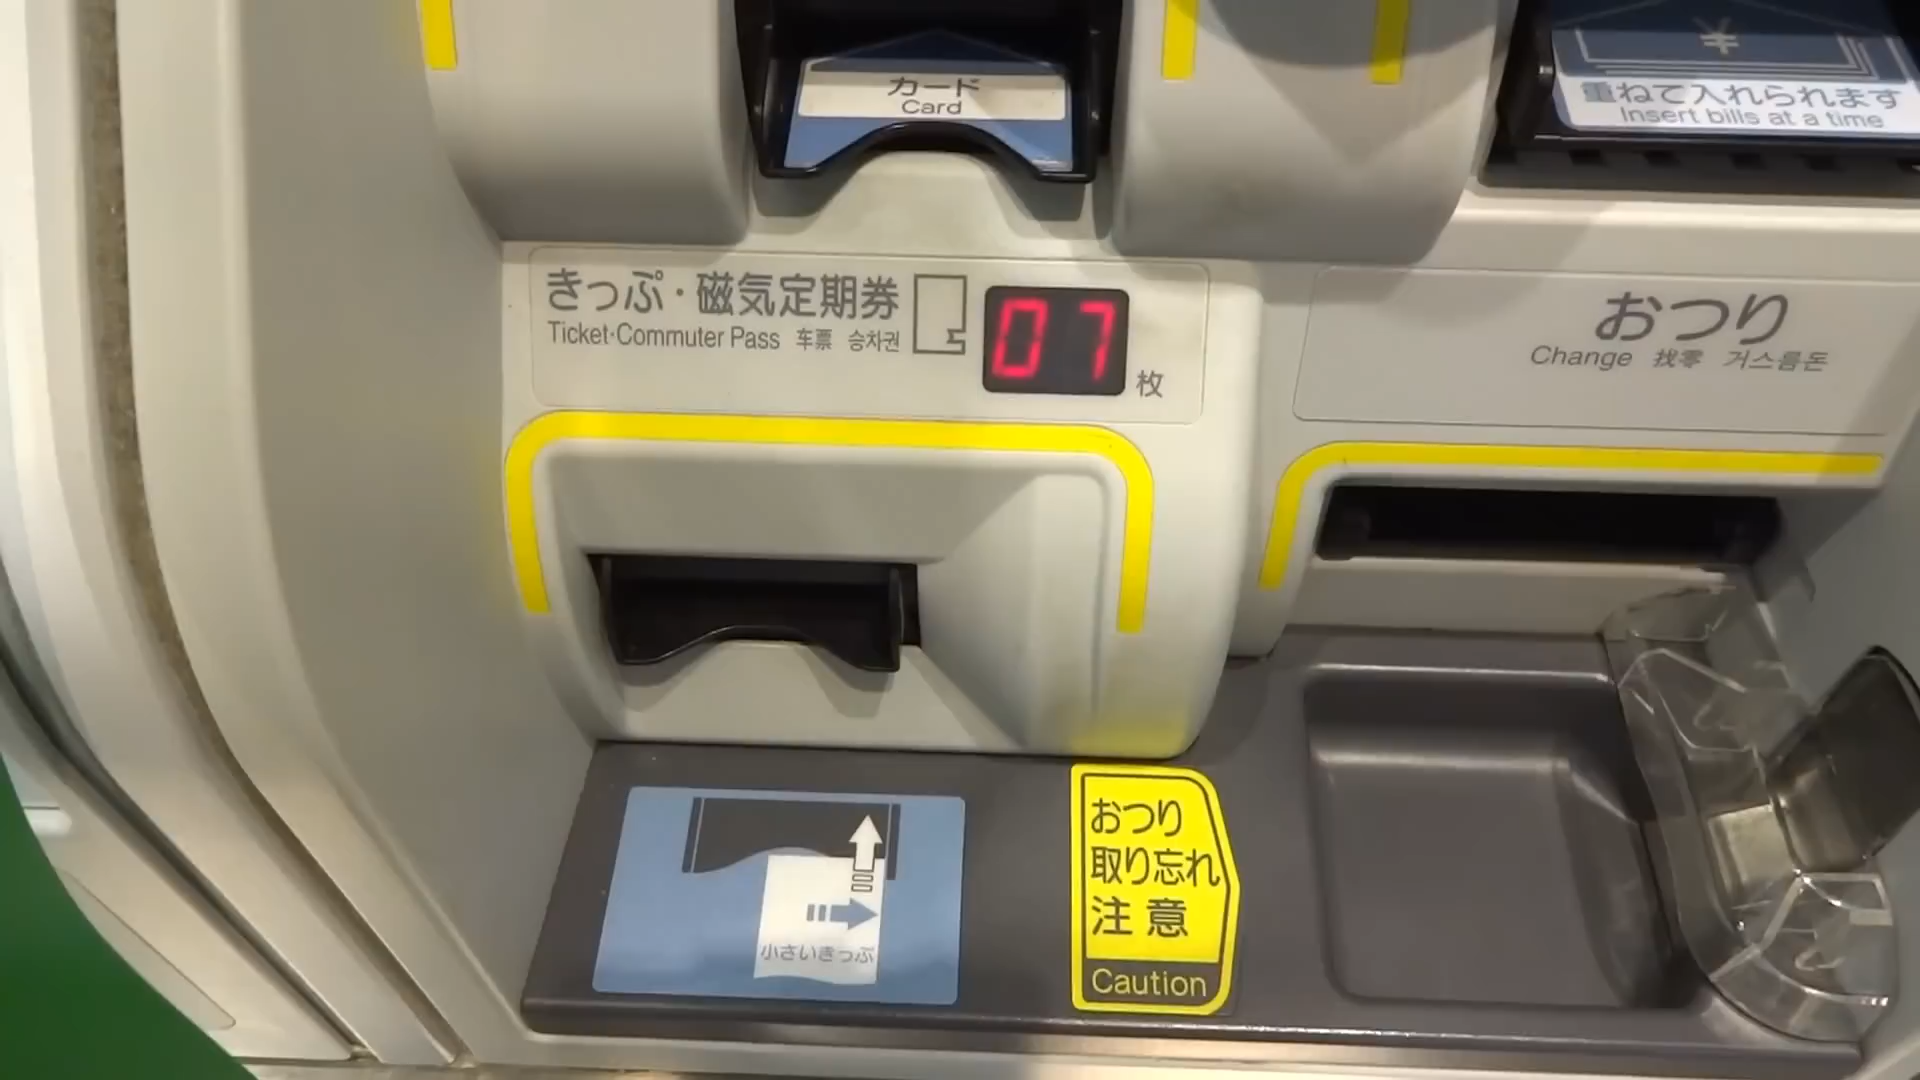 カード
Card
¥
重ねて入れられます
Insert bills at a time
きっぷ・磁気定期券
Ticket・Commuter Pass 车票 승차권
07
枚
おつり
Change 找零 거스름돈
小さいきっぷ
おつり
取り忘れ
注意
Caution